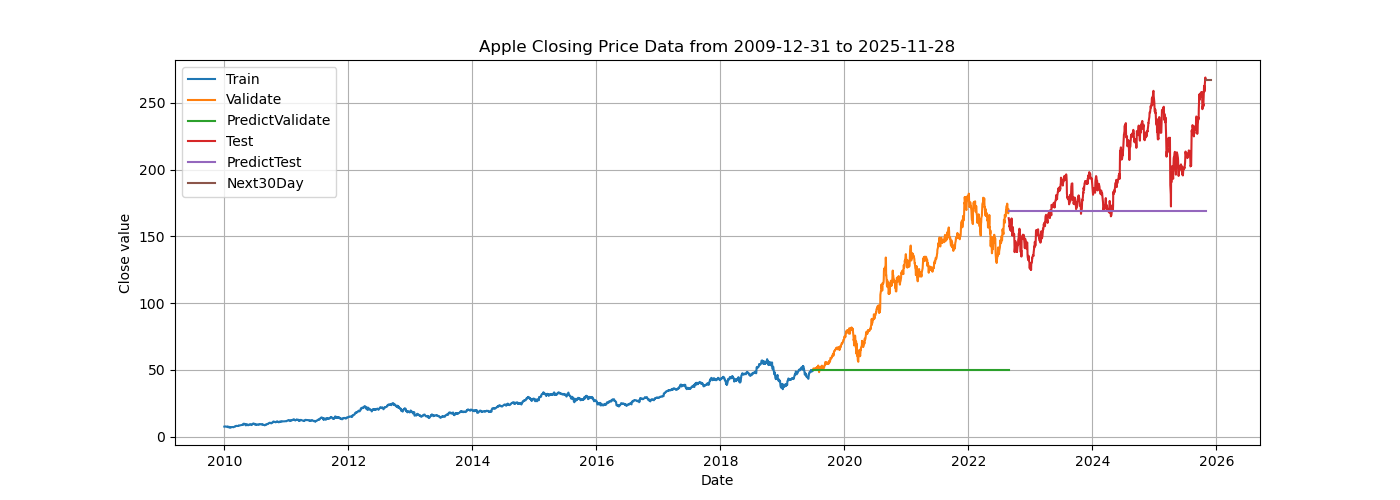 Apple Closing Price Data from 2009-12-31 to 2025-11-28
Train
Validate
PredictValidate
Test
PredictTest
Next30Day
Close value
250
200
150
100
50
0
2010 2012 2014 2016 2018 2020 2022 2024 2026
Date